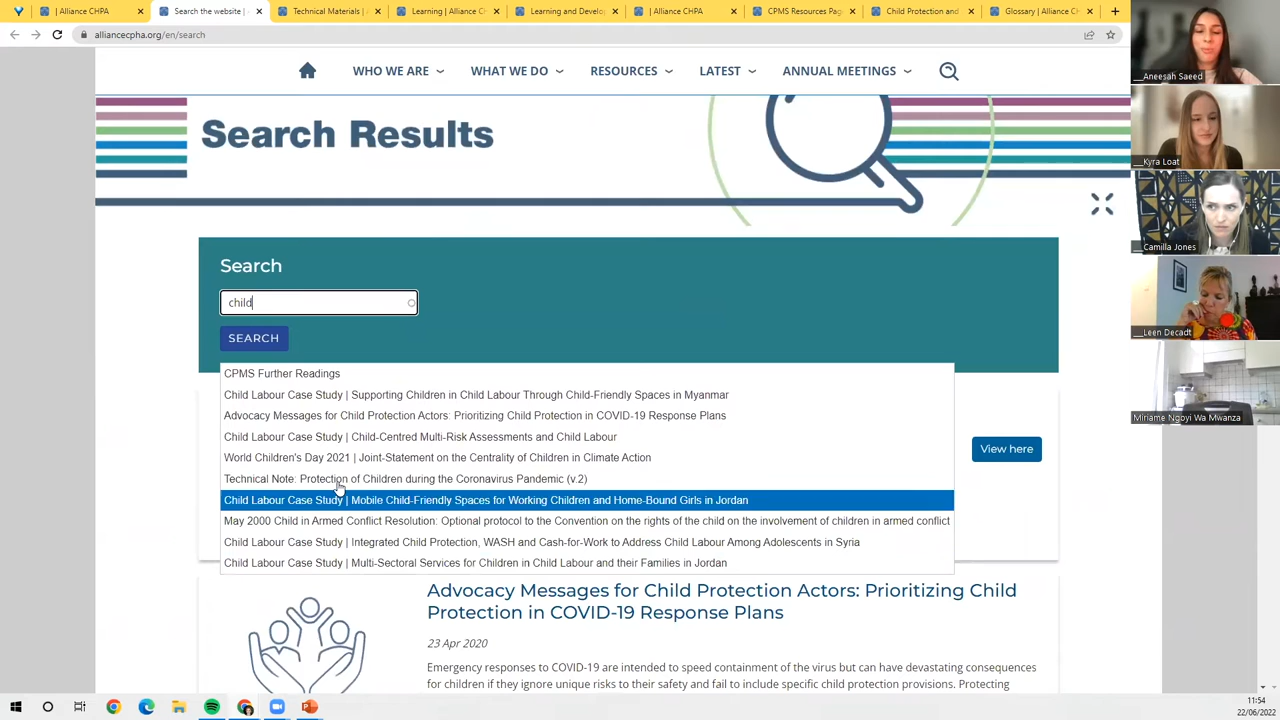 | Alliance CHPA
Search the website |
Technical Materials | A
Learning | Alliance C
Learning and Develop
| Alliance CHPA
CPMS Resources Pag
Child Protection and
Glossary | Alliance CH
alliancecpha.org/en/search
WHO WE ARE
WHAT WE DO
RESOURCES
LATEST
ANNUAL MEETINGS
Search Results
Search
child
SEARCH
CPMS Further Readings
Child Labour Case Study | Supporting Children in Child Labour Through Child-Friendly Spaces in Myanmar
Advocacy Messages for Child Protection Actors: Prioritizing Child Protection in COVID-19 Response Plans
Child Labour Case Study | Child-Centred Multi-Risk Assessments and Child Labour
World Children's Day 2021 | Joint-Statement on the Centrality of Children in Climate Action
Technical Note: Protection of Children during the Coronavirus Pandemic (v.2)
Child Labour Case Study | Mobile Child-Friendly Spaces for Working Children and Home-Bound Girls in Jordan
May 2000 Child in Armed Conflict Resolution: Optional protocol to the Convention on the rights of the child on the involvement of children in armed conflict
Child Labour Case Study | Integrated Child Protection, WASH and Cash-for-Work to Address Child Labour Among Adolescents in Syria
Child Labour Case Study | Multi-Sectoral Services for Children in Child Labour and their Families in Jordan
View here
Advocacy Messages for Child Protection Actors: Prioritizing Child
Protection in COVID-19 Response Plans
23 Apr 2020
Emergency responses to COVID-19 are intended to speed containment of the virus but can have devastating consequences
for children if they ignore unique risks to their safety and fail to include specific child protection provisions. Protecting
__Aneesah Saeed
__Kyra Loat
__Camilla Jones
__Leen Decadt
Miriame Ngoyi Wa Mwanza
11:54
22/06/2022